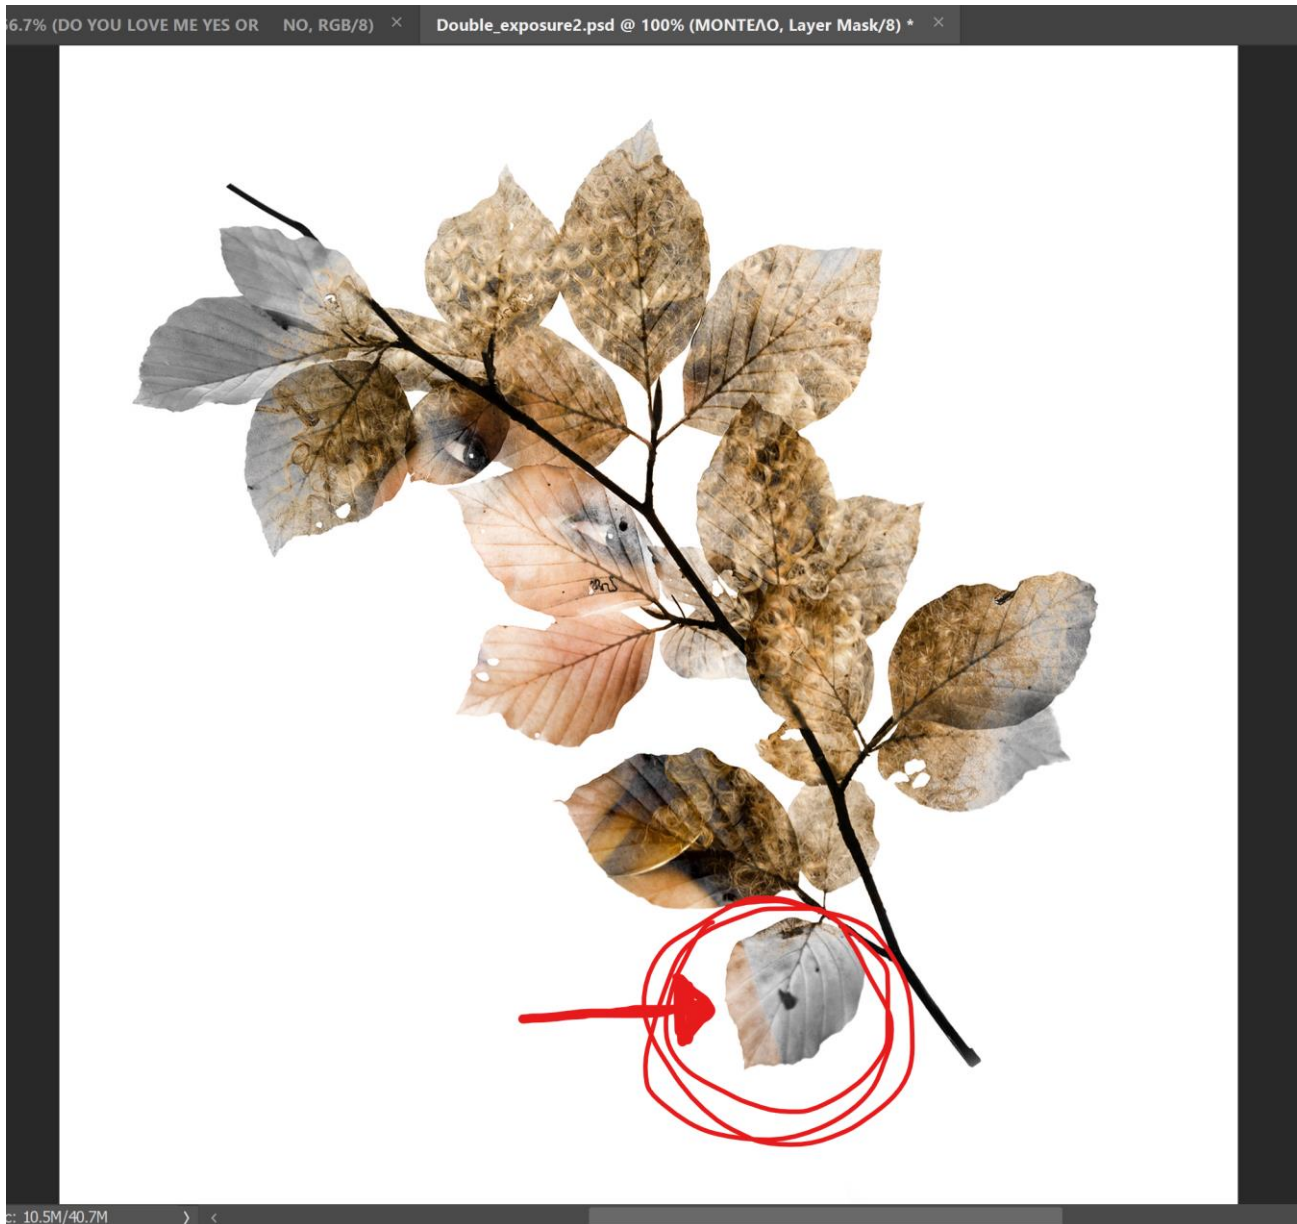 6.7% (DO YOU LOVE ME YES OR NO, RGB/8) ×
Double_exposure2.psd @ 100% (ΜΟΝΤΕΛΟ, Layer Mask/8) * ×
c: 10.5M/40.7M